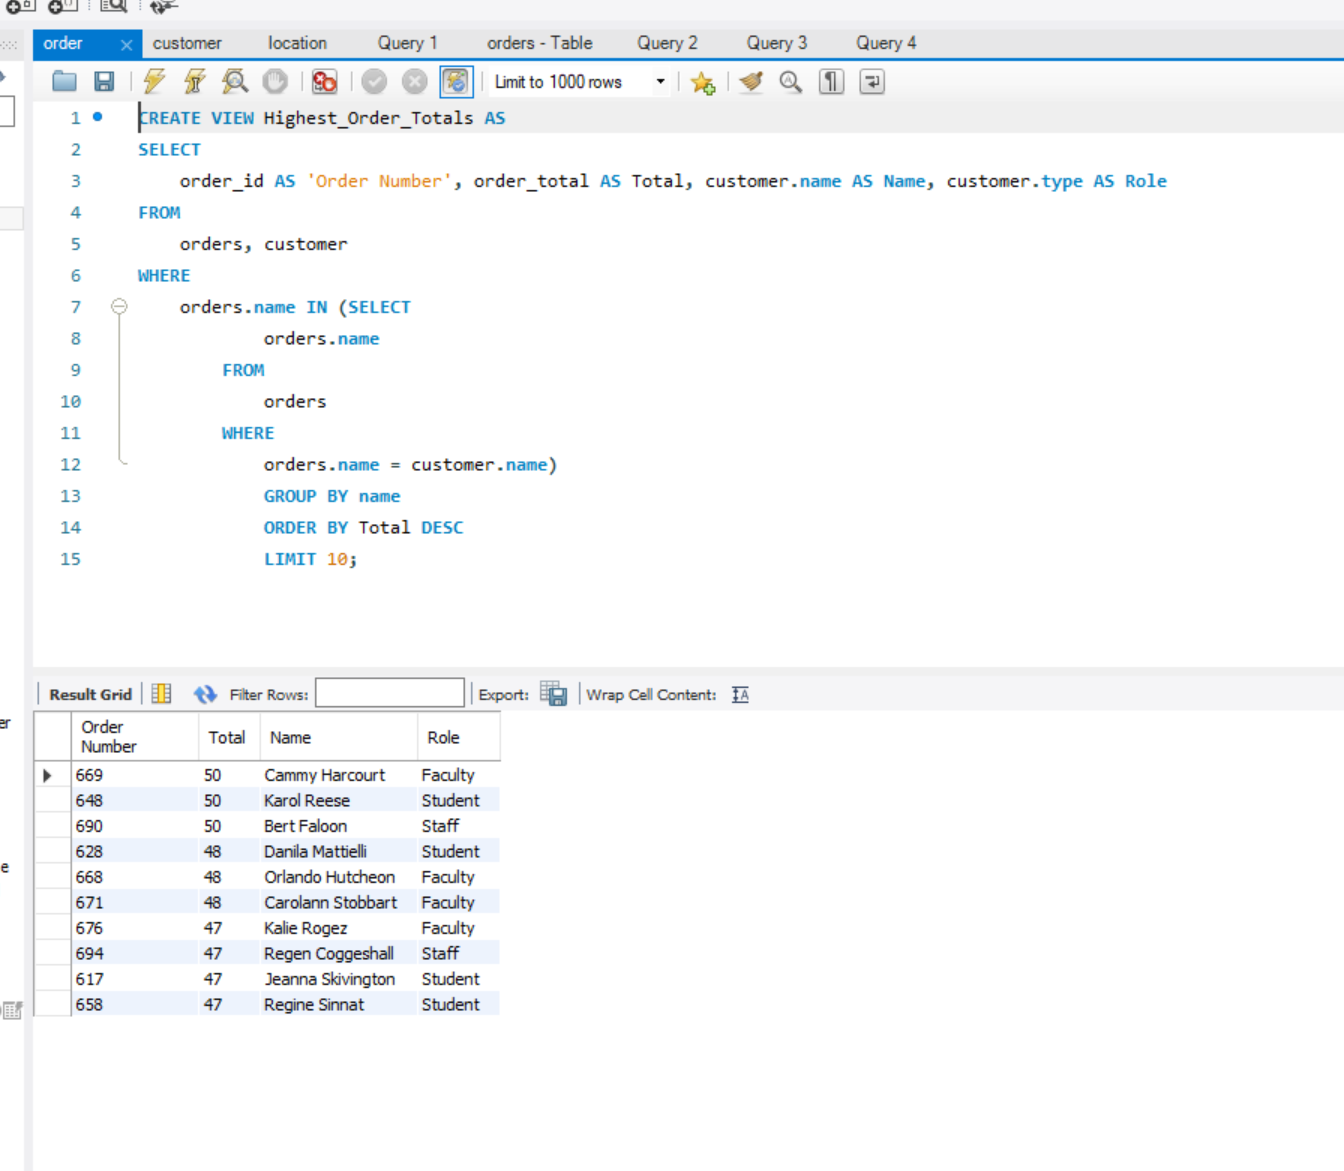 order × customer location Query 1 orders - Table Query 2 Query 3 Query 4
Limit to 1000 rows
1 CREATE VIEW Highest_Order_Totals AS
2 SELECT
3 order_id AS 'Order Number', order_total AS Total, customer.name AS Name, customer.type AS Role
4 FROM
5 orders, customer
6 WHERE
7 orders.name IN (SELECT
8 orders.name
9 FROM
10 orders
11 WHERE
12 orders.name = customer.name)
13 GROUP BY name
14 ORDER BY Total DESC
15 LIMIT 10;
Result Grid Filter Rows: Export: Wrap Cell Content:
Order Number Total Name Role
669 50 Cammy Harcourt Faculty
648 50 Karol Reese Student
690 50 Bert Faloon Staff
628 48 Danila Mattielli Student
668 48 Orlando Hutcheon Faculty
671 48 Carolann Stobbart Faculty
676 47 Kalie Rogez Faculty
694 47 Regen Coggeshall Staff
617 47 Jeanna Skivington Student
658 47 Regine Sinnat Student